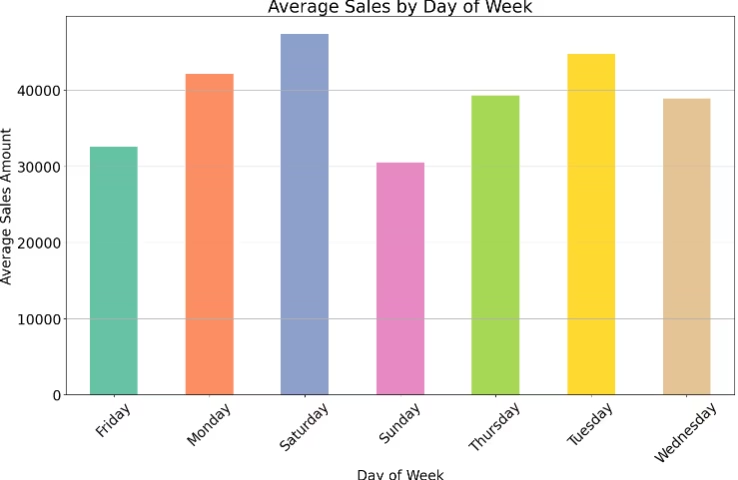 Average Sales by Day of Week
Average Sales Amount
40000
30000
20000
10000
0
Friday
Monday
Saturday
Sunday
Thursday
Tuesday
Wednesday
Day of Week